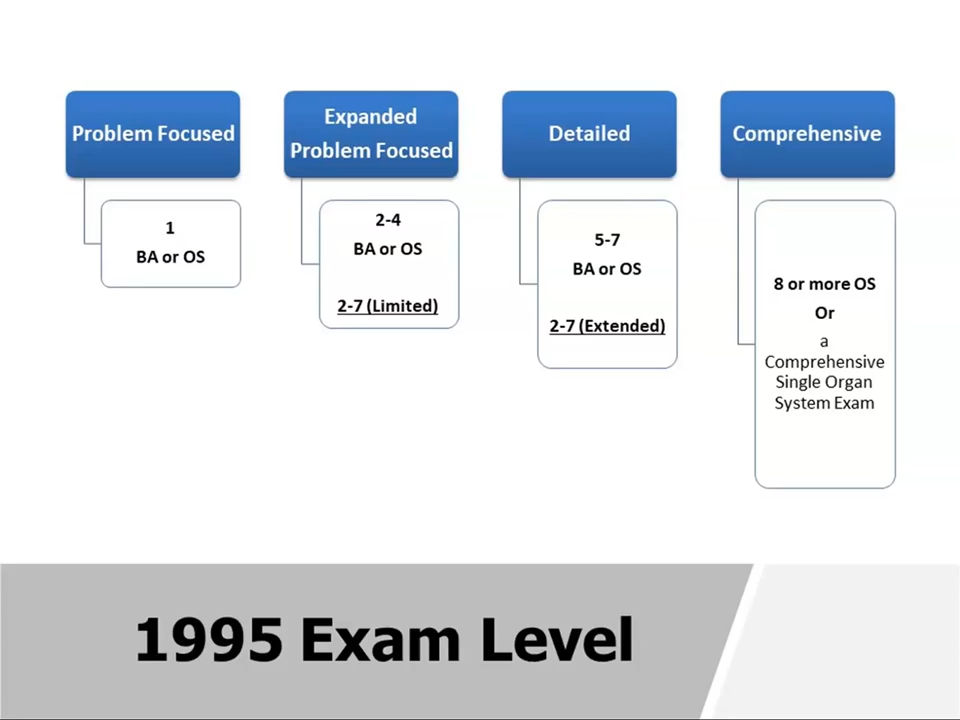 Problem Focused
1
BA or OS
Expanded
Problem Focused
2-4
BA or OS
2-7 (Limited)
Detailed
5-7
BA or OS
2-7 (Extended)
Comprehensive
8 or more OS
Or
a
Comprehensive
Single Organ
System Exam
1995 Exam Level